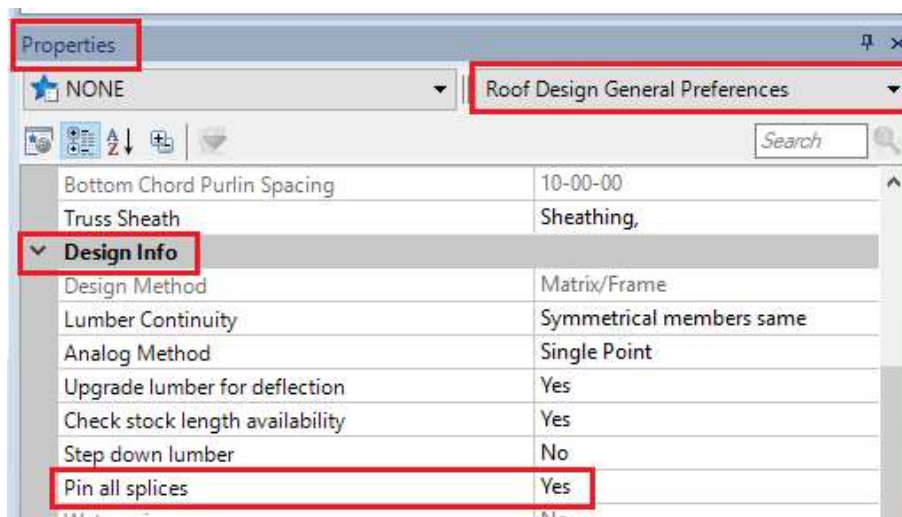 Properties
NONE Roof Design General Preferences
Search
Bottom Chord Purlin Spacing 10-00-00
Truss Sheath Sheathing,
Design Info
Design Method Matrix/Frame
Lumber Continuity Symmetrical members same
Analog Method Single Point
Upgrade lumber for deflection Yes
Check stock length availability Yes
Step down lumber No
Pin all splices Yes